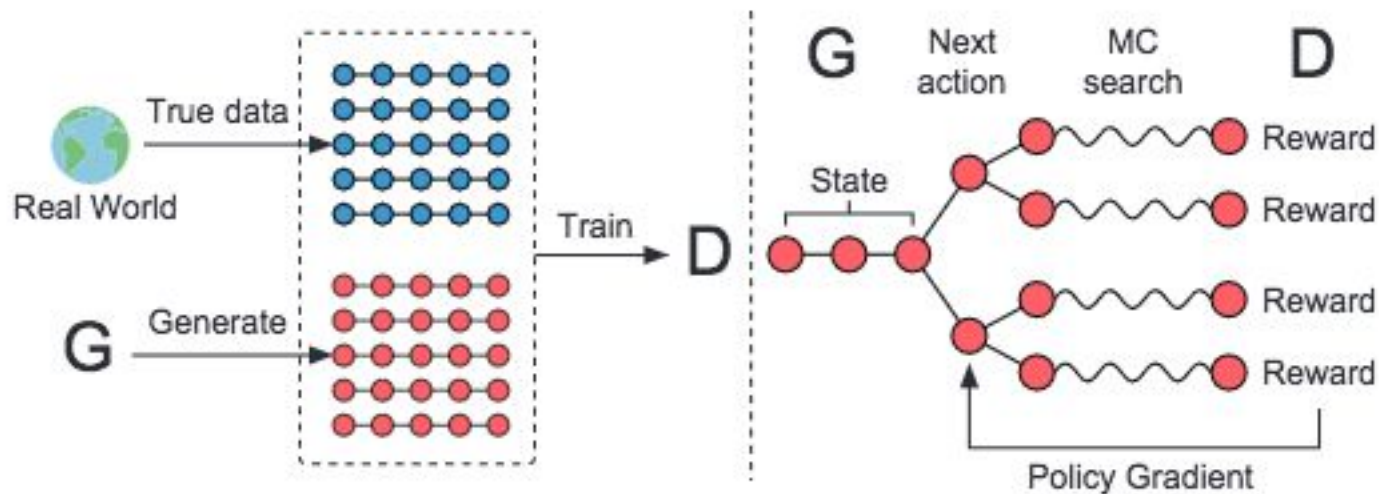 True data
Real World
G
Generate
Train
D
G
Next
action
MC
search
D
State
Reward
Reward
Reward
Reward
Policy Gradient